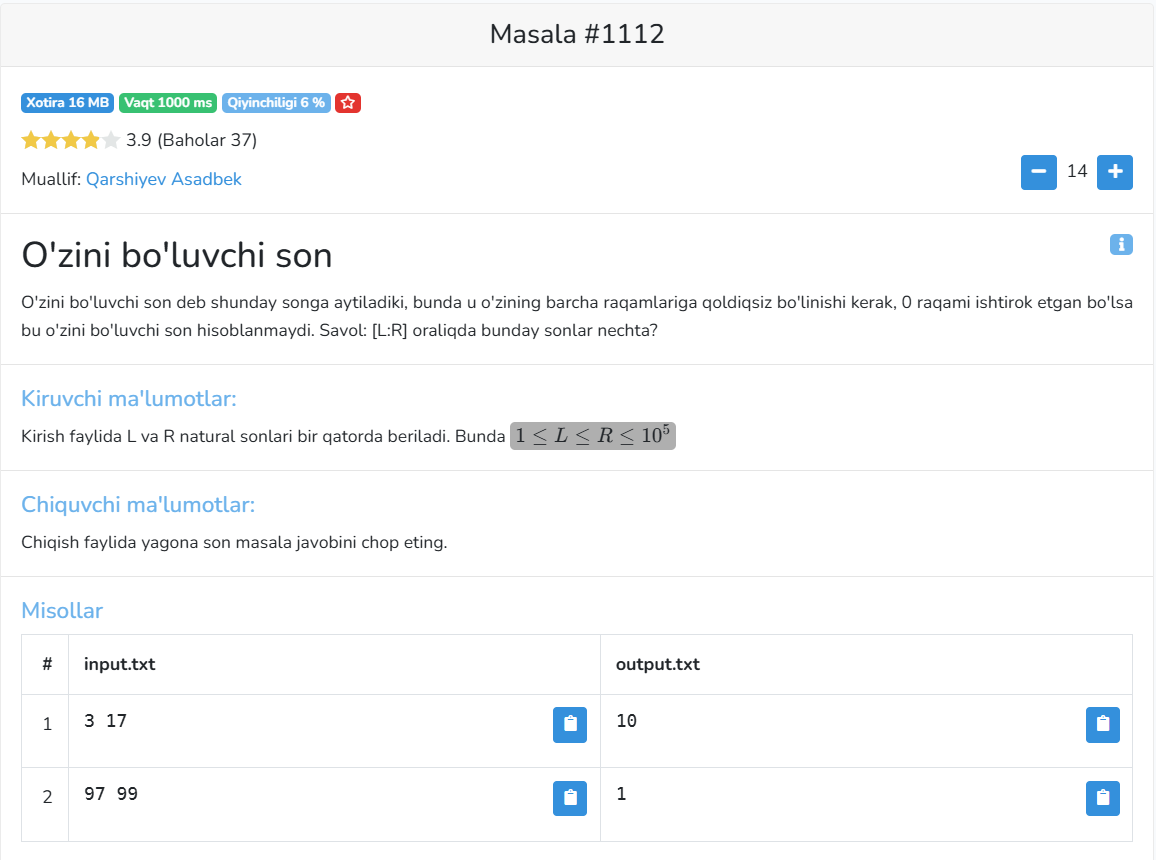 Masala #1112
Xotira 16 MB Vaqt 1000 ms Qiyinchiligi 6 %
3.9 (Baholar 37)
Muallif: Qarshiyev Asadbek
14
O'zini bo'luvchi son
O'zini bo'luvchi son deb shunday songa aytiladiki, bunda u o'zining barcha raqamlariga qoldiqsiz bo'linishi kerak, 0 raqami ishtirok etgan bo'lsa
bu o'zini bo'luvchi son hisoblanmaydi. Savol: [L:R] oraliqda bunday sonlar nechta?
Kiruvchi ma'lumotlar:
Kirish faylida L va R natural sonlari bir qatorda beriladi. Bunda 1 ≤ L ≤ R ≤ 10⁵
Chiquvchi ma'lumotlar:
Chiqish faylida yagona son masala javobini chop eting.
Misollar
# input.txt output.txt
1 3 17 10
2 97 99 1